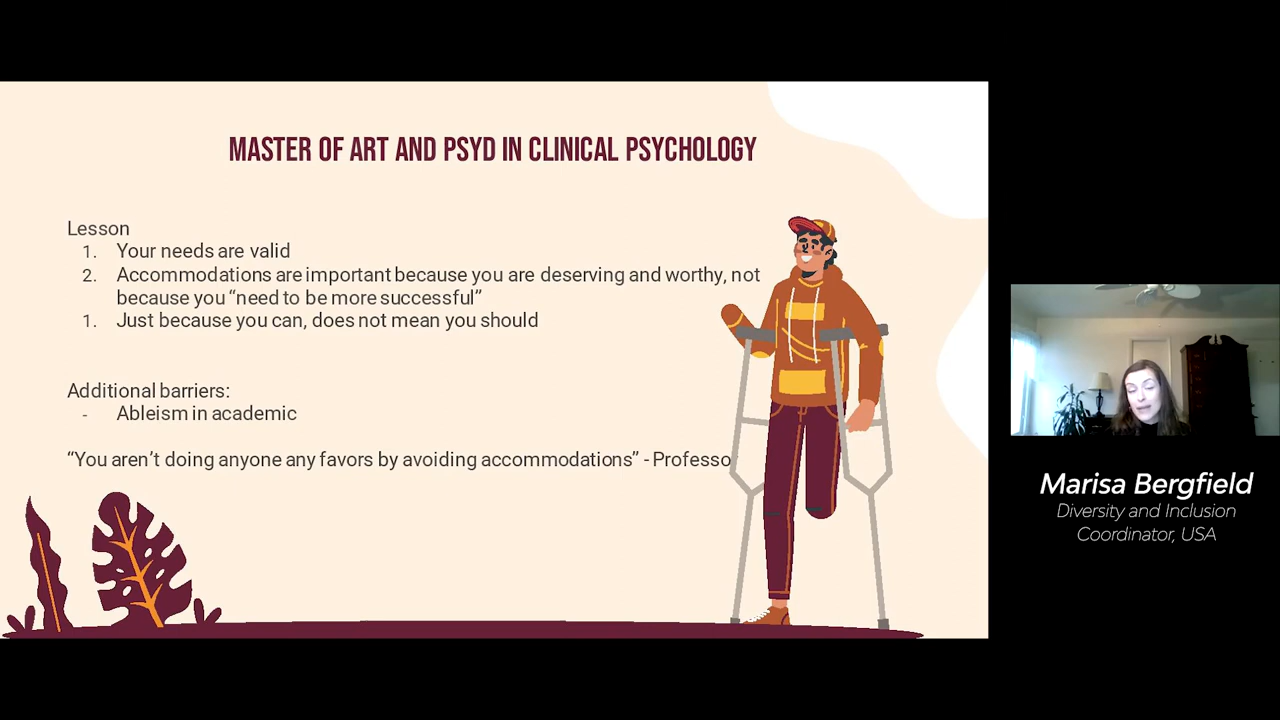 MASTER OF ART AND PSYD IN CLINICAL PSYCHOLOGY
Lesson
1. Your needs are valid
2. Accommodations are important because you are deserving and worthy, not
because you “need to be more successful”
1. Just because you can, does not mean you should
Additional barriers:
- Ableism in academic
“You aren’t doing anyone any favors by avoiding accommodations” - Professo
Marisa Bergfield
Diversity and Inclusion
Coordinator, USA